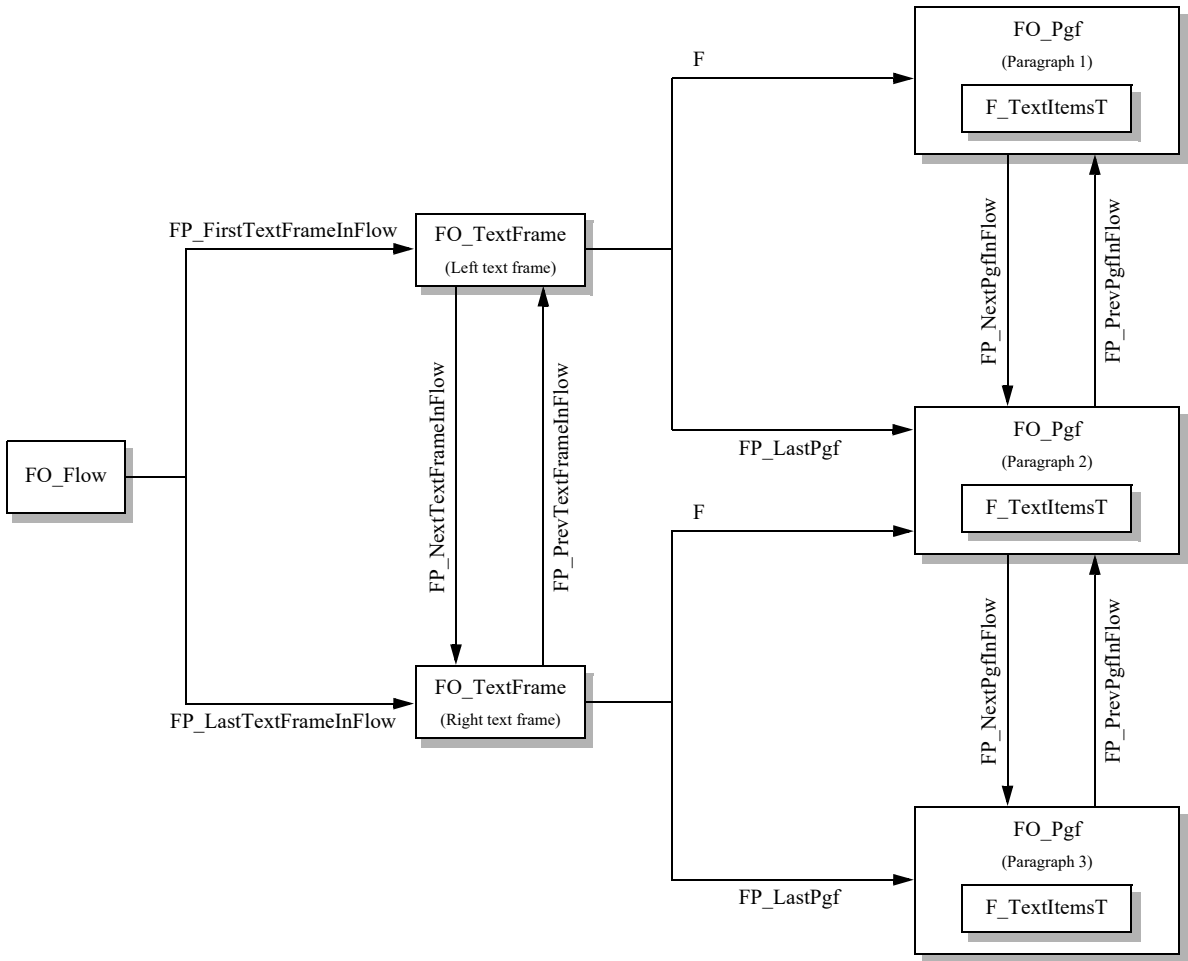 FO_Pgf
(Paragraph 1)
F_TextItemsT
F
FP_FirstTextFrameInFlow
FO_TextFrame
(Left text frame)
FP_NextPgfInFlow
FP_PrevPgfInFlow
FP_NextTextFrameInFlow
FP_PrevTextFrameInFlow
FO_Flow
FP_LastPgf
FO_Pgf
(Paragraph 2)
F_TextItemsT
F
FP_LastTextFrameInFlow
FO_TextFrame
(Right text frame)
FP_NextPgfInFlow
FP_PrevPgfInFlow
FP_LastPgf
FO_Pgf
(Paragraph 3)
F_TextItemsT